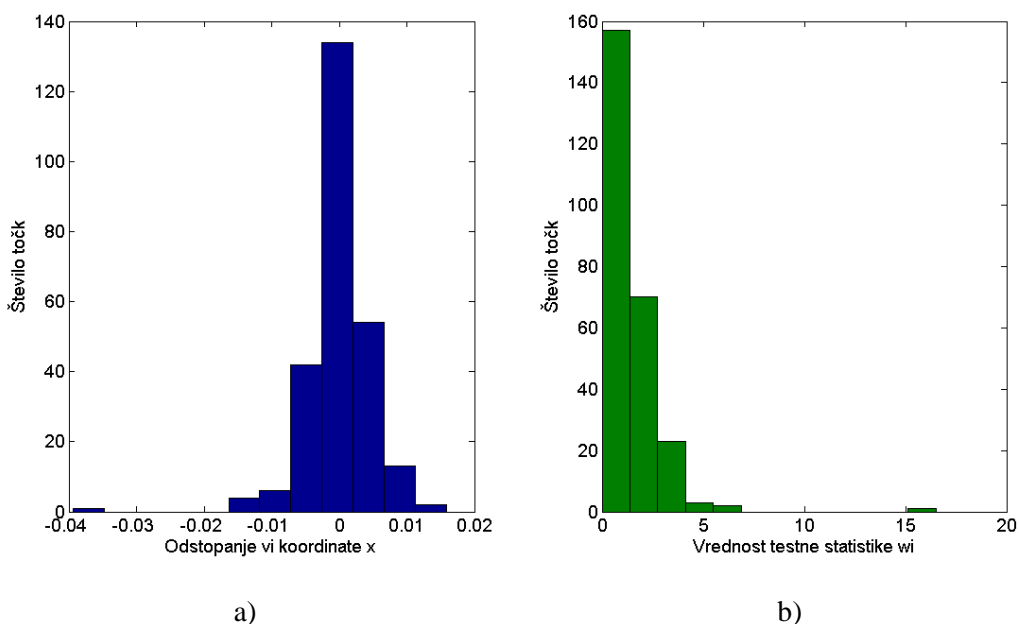 140
120
100
80
60
40
20
0
-0.04 -0.03 -0.02 -0.01 0 0.01 0.02
Število točk
Odstopanje vi koordinate x
a)
160
140
120
100
80
60
40
20
0
0 5 10 15 20
Število točk
Vrednost testne statistike wi
b)